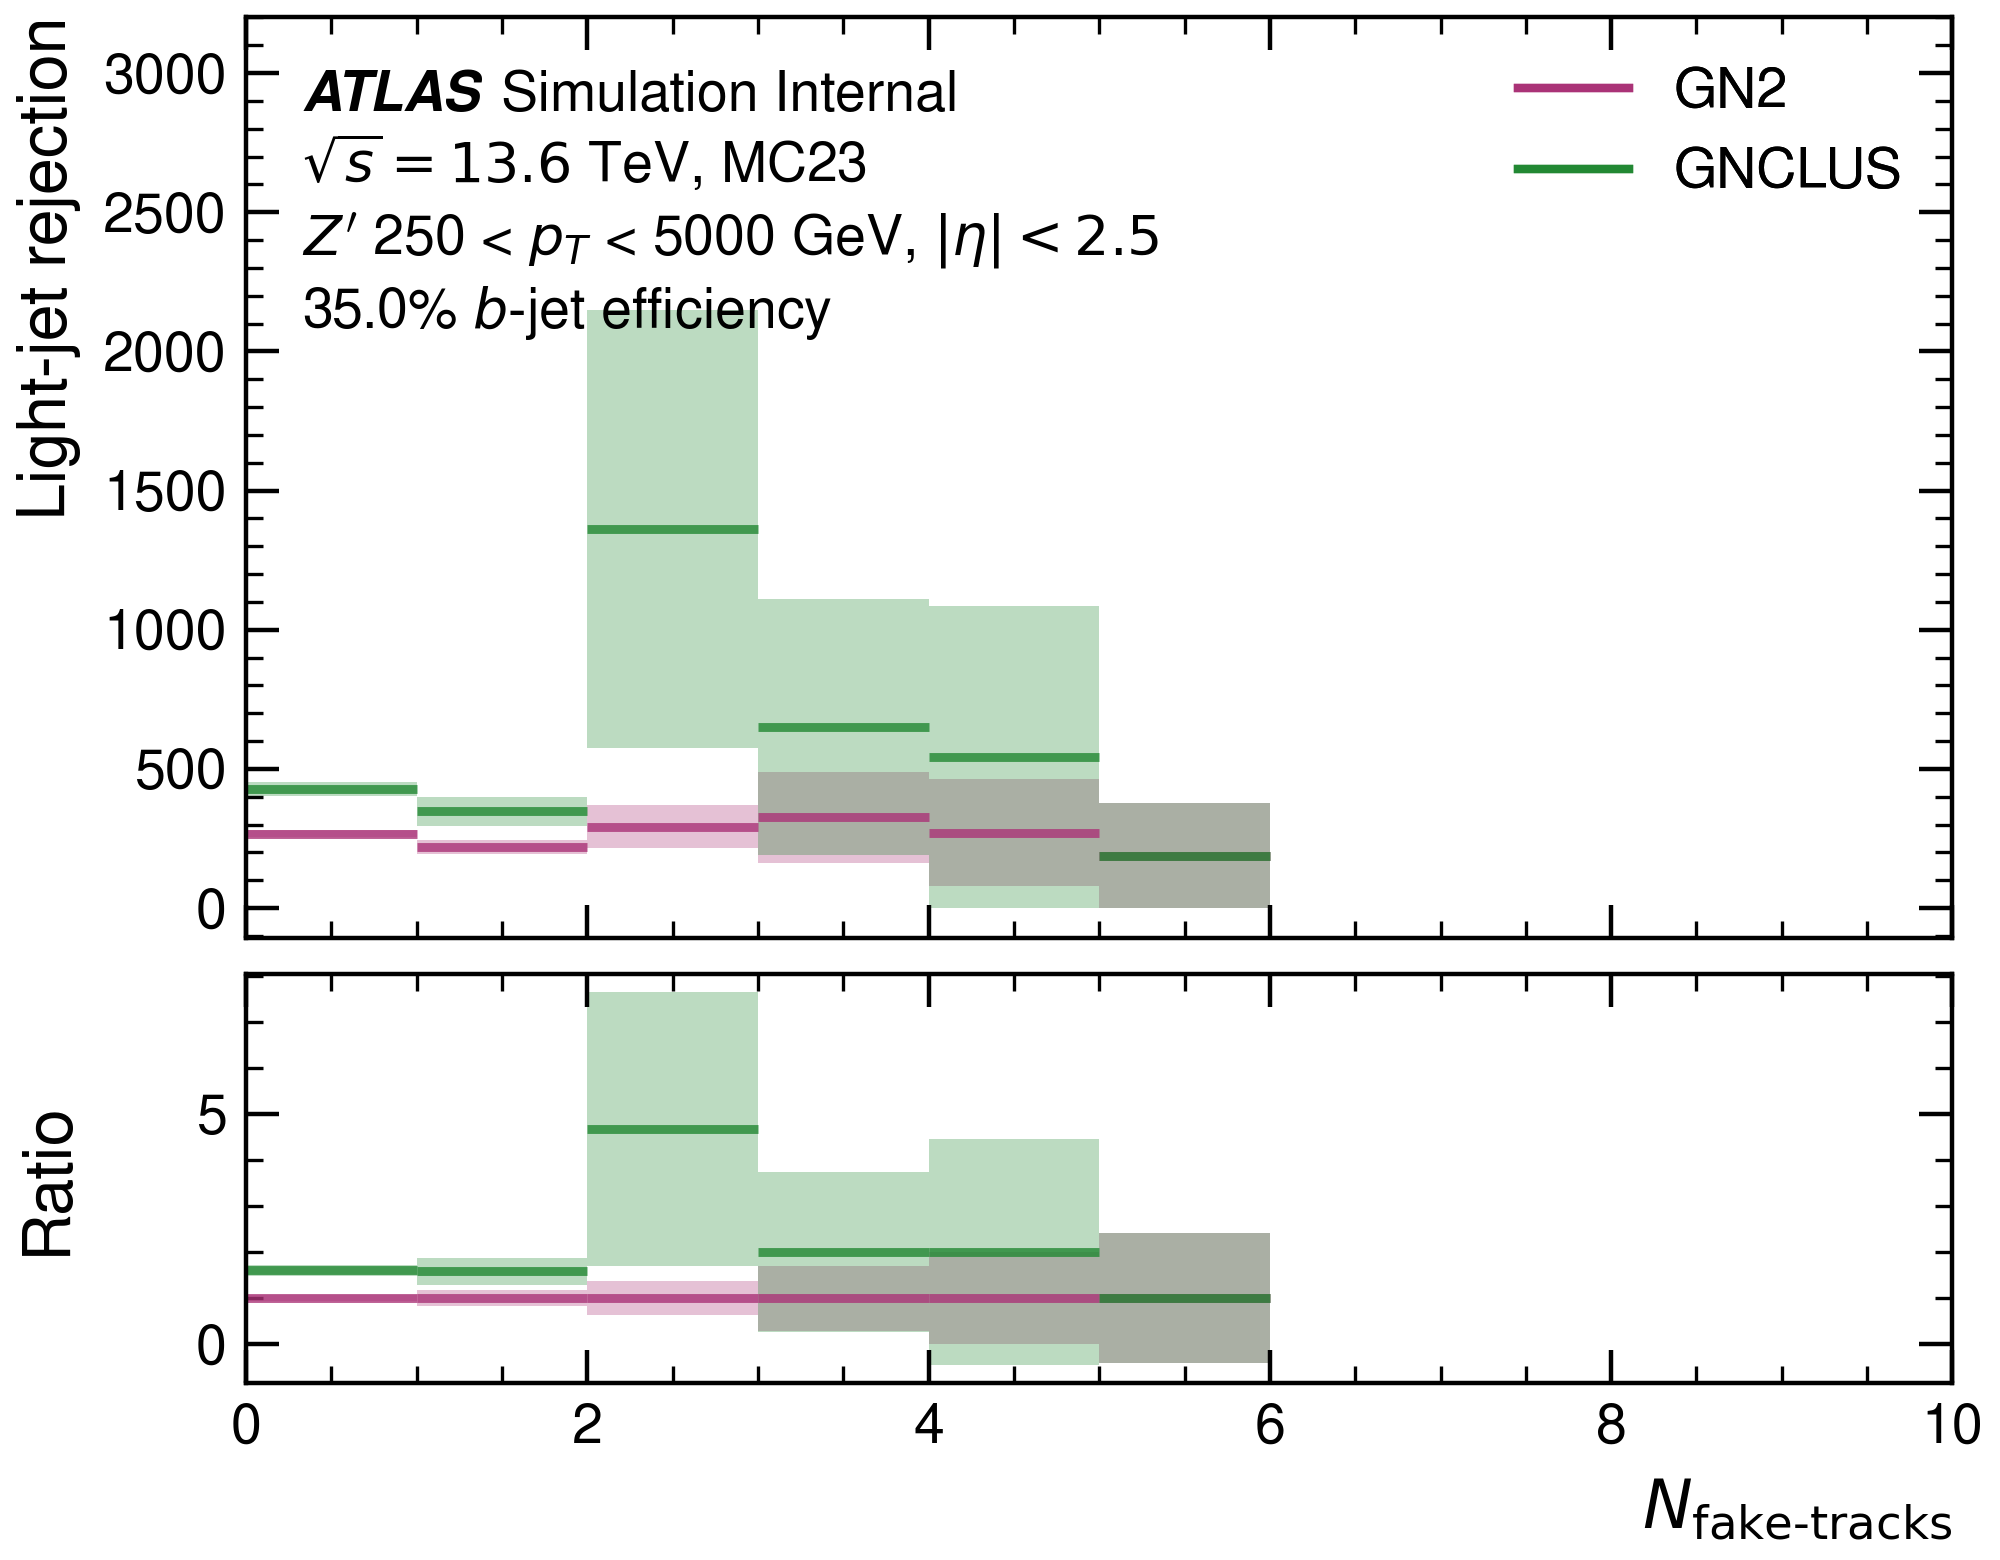 Light-jet rejection
3000
2500
2000
1500
1000
500
0
ATLAS Simulation Internal
√s = 13.6 TeV, MC23
Z′ 250 < p_T < 5000 GeV, |η| < 2.5
35.0% b-jet efficiency
GN2
GNCLUS
Ratio
5
0
0 2 4 6 8 10
N_fake-tracks